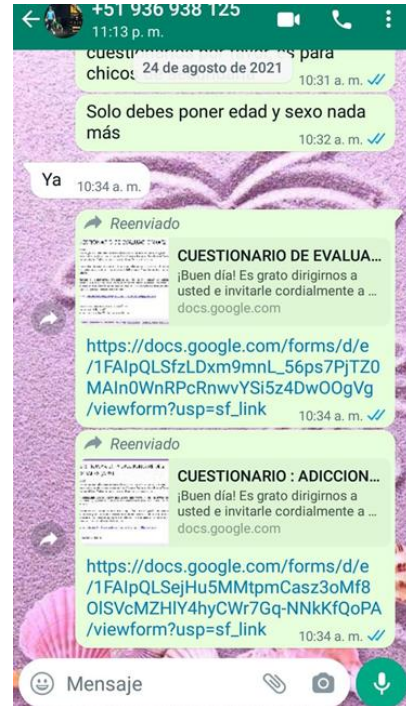 +51 936 938 125
11:13 p. m.
chicos
24 de agosto de 2021
10:31 a. m.
Solo debes poner edad y sexo nada
más
10:32 a. m.
Ya
10:34 a. m.
Reenviado
CUESTIONARIO DE EVALUA...
¡Buen día! Es grato dirigirnos a
usted e invitarle cordialmente a ...
docs.google.com
https://docs.google.com/forms/d/e
/1FAIpQLSfzLDxm9mnL_56ps7PjTZ0
MAIn0WnRPcRnwvYSi5z4DwOOgVg
/viewform?usp=sf_link
10:34 a. m.
Reenviado
CUESTIONARIO : ADICCION...
¡Buen día! Es grato dirigirnos a
usted e invitarle cordialmente a ...
docs.google.com
https://docs.google.com/forms/d/e
/1FAIpQLSejHu5MMtpmCasz3oMf8
OlSVcMZHlY4hyCWr7Gq-NNkKfQoPA
/viewform?usp=sf_link
10:34 a. m.
Mensaje